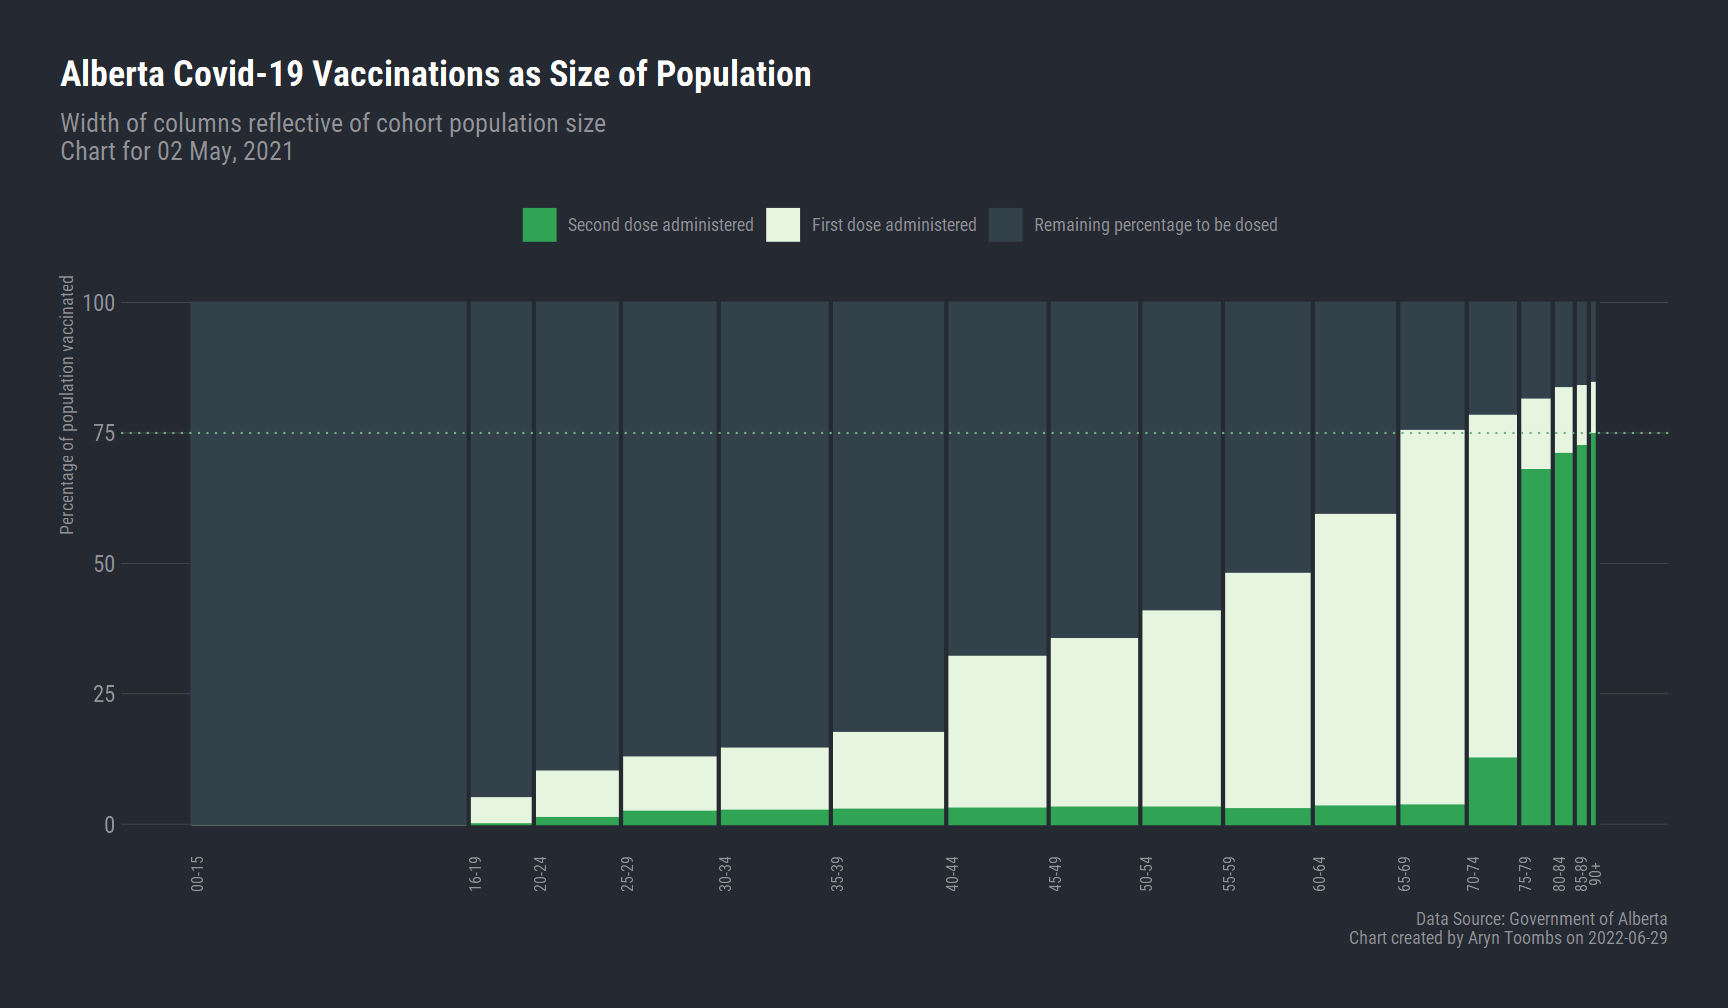 Alberta Covid-19 Vaccinations as Size of Population
Width of columns reflective of cohort population size
Chart for 02 May, 2021
Second dose administered
First dose administered
Remaining percentage to be dosed
Percentage of population vaccinated
100
75
50
25
0
00-15
16-19
20-24
25-29
30-34
35-39
40-44
45-49
50-54
55-59
60-64
65-69
70-74
75-79
80-84
85-89
90+
Data Source: Government of Alberta
Chart created by Aryn Toombs on 2022-06-29